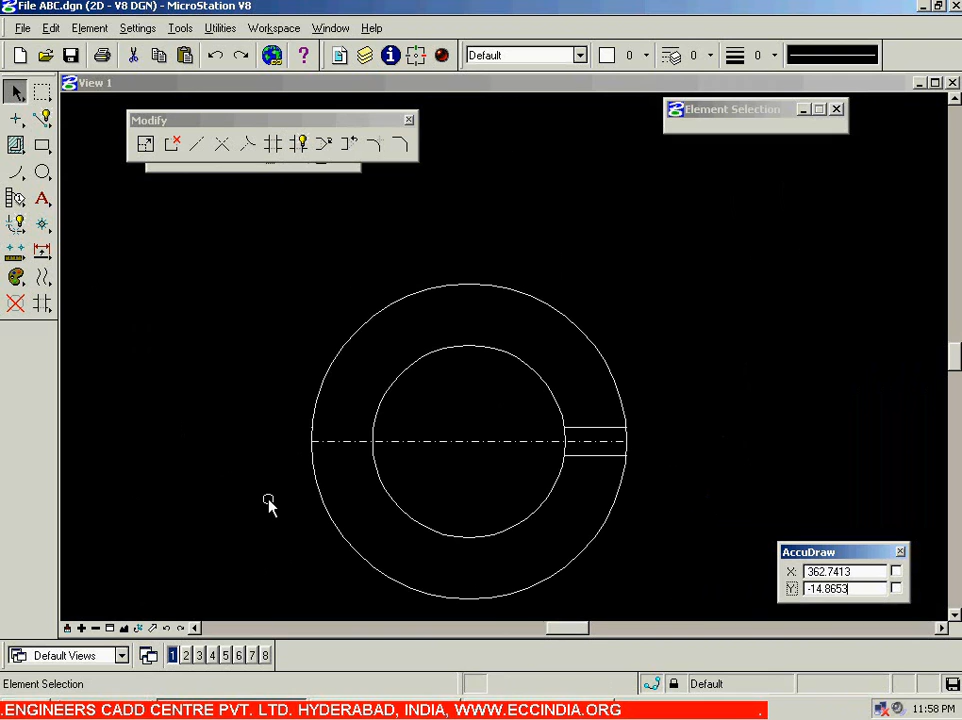 File ABC.dgn (2D - V8 DGN) - MicroStation V8
File Edit Element Settings Tools Utilities Workspace Window Help
Default 0 0 0
View 1
Modify
Element Selection
AccuDraw
X: 362.7413
Y: -14.8653
Default Views 1 2 3 4 5 6 7 8
Element Selection Default
.ENGINEERS CADD CENTRE PVT. LTD. HYDERABAD, INDIA, WWW.ECCINDIA.ORG .
11:58 PM